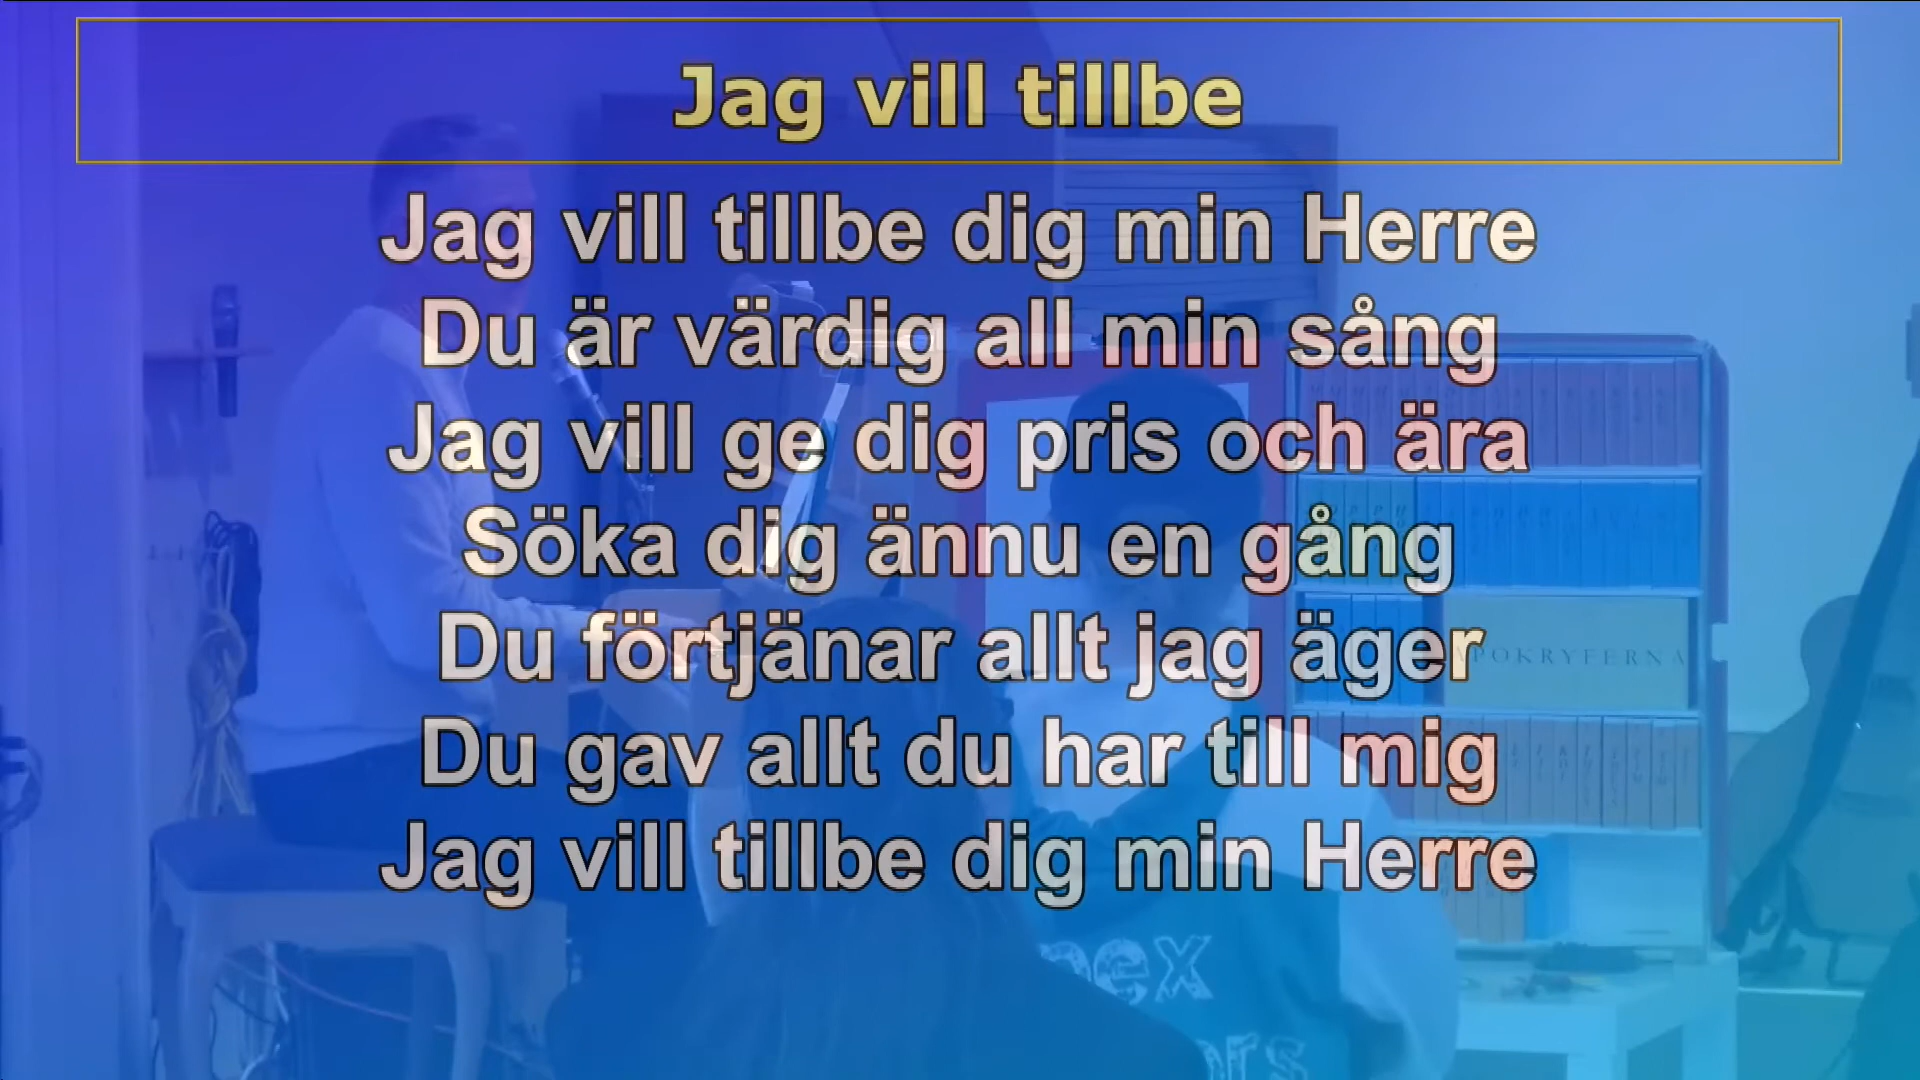 Jag vill tillbe
Jag vill tillbe dig min Herre
Du är värdig all min sång
Jag vill ge dig pris och ära
Söka dig ännu en gång
Du förtjänar allt jag äger
APOKRYFERNA
Du gav allt du har till mig
Jag vill tillbe dig min Herre